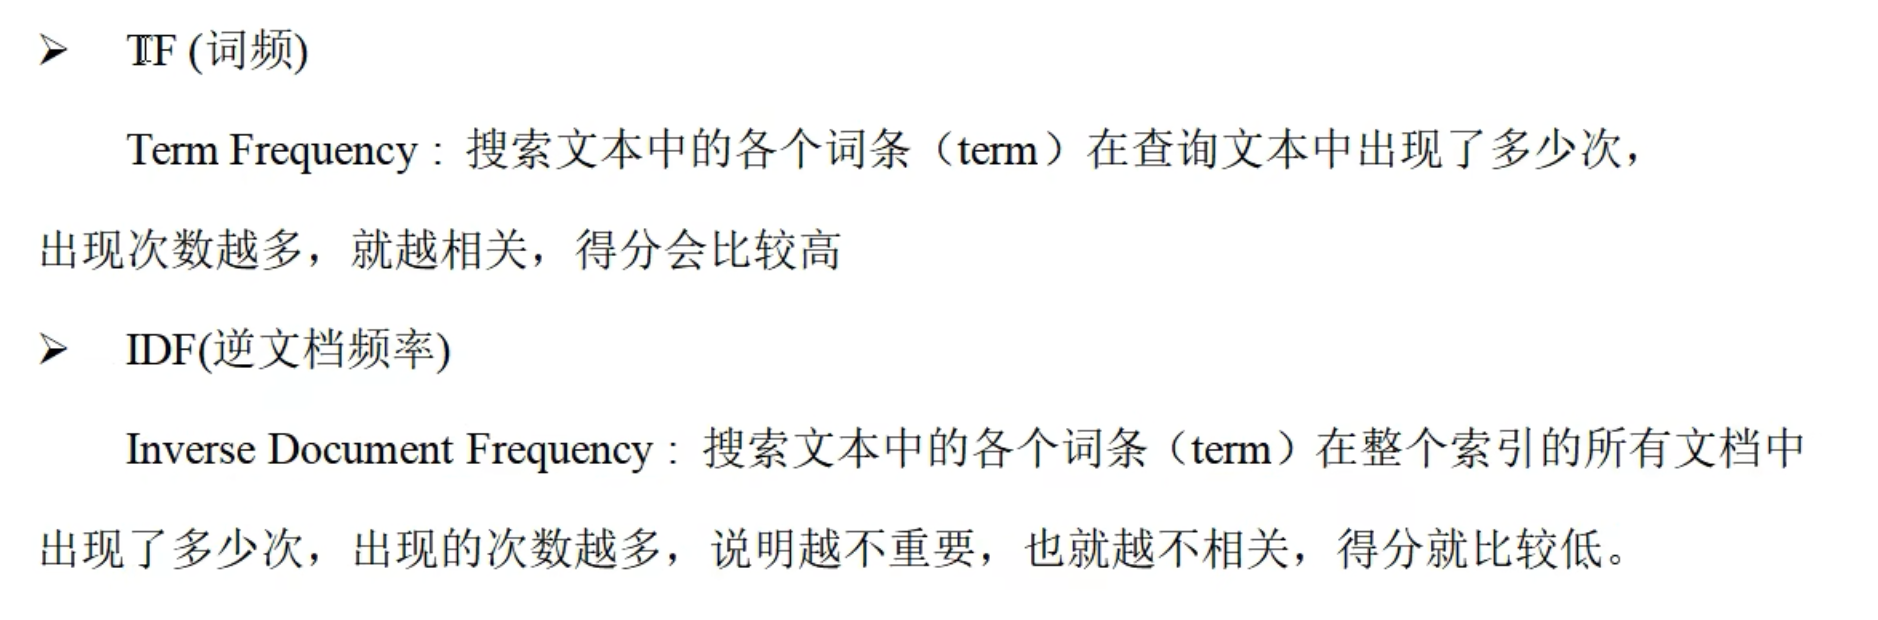 ➢ TF (词频)
Term Frequency : 搜索文本中的各个词条（term）在查询文本中出现了多少次，
出现次数越多，就越相关，得分会比较高
➢ IDF(逆文档频率)
Inverse Document Frequency : 搜索文本中的各个词条（term）在整个索引的所有文档中
出现了多少次，出现的次数越多，说明越不重要，也就越不相关，得分就比较低。